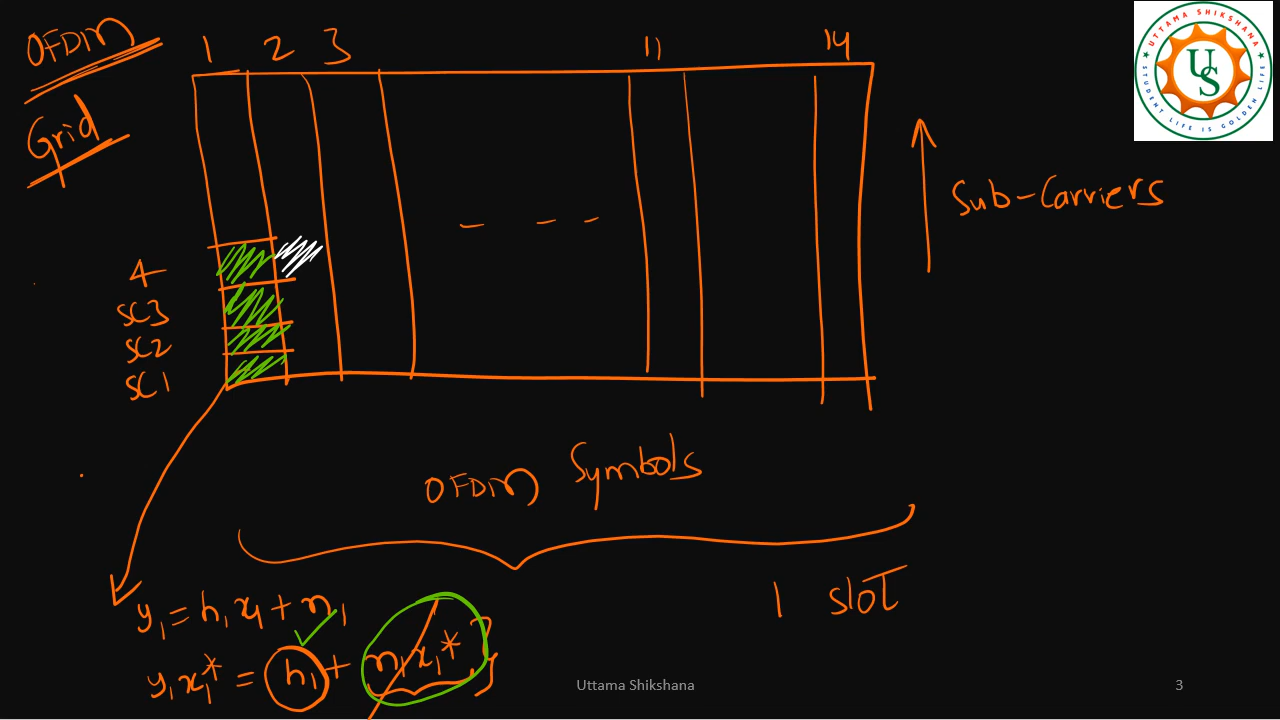 OFDM
Grid
1 2 3 11 14
Sub-Carriers
4
SC3
SC2
SC1
- - -
OFDM Symbols
1 slot
y₁ = h₁x₁ + n₁
y₁x₁* = h₁ + n₁x₁* }
Uttama Shikshana
3
UTTAMA SHIKSHANA
US
STUDENT LIFE IS GOLDEN LIFE